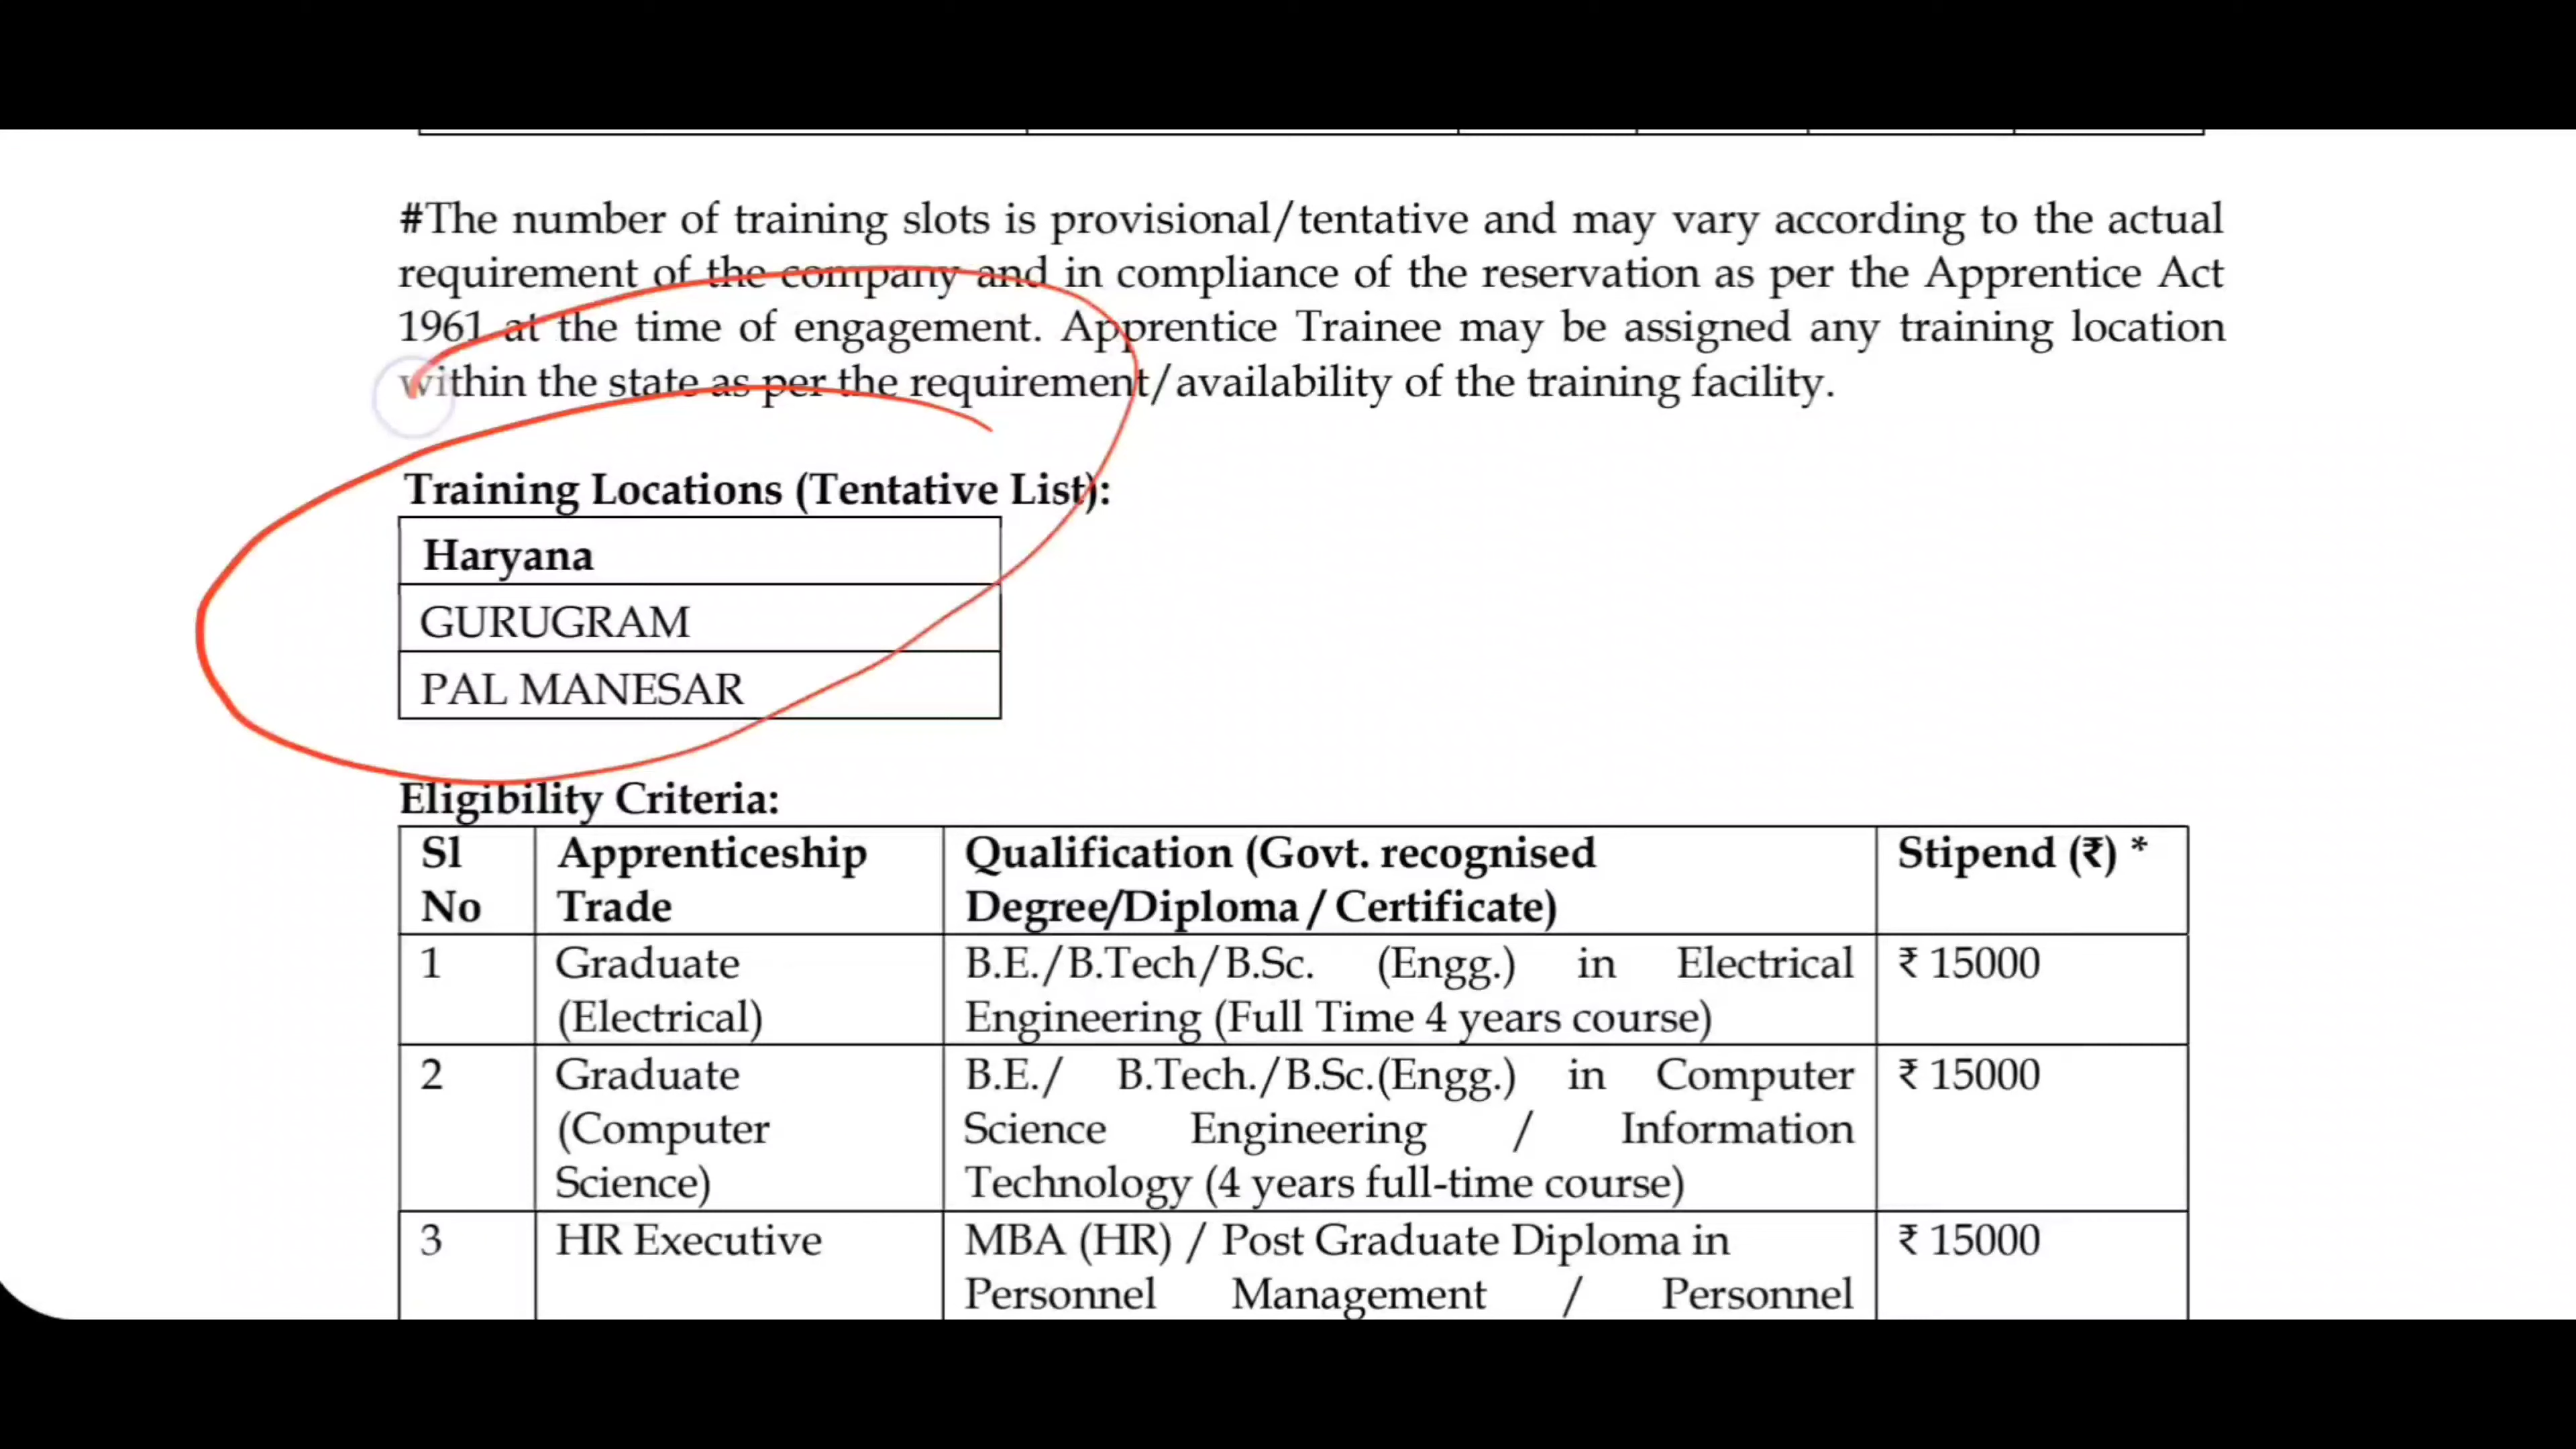 #The number of training slots is provisional/tentative and may vary according to the actual
requirement of the company and in compliance of the reservation as per the Apprentice Act
1961 at the time of engagement. Apprentice Trainee may be assigned any training location
within the state as per the requirement/availability of the training facility.
Training Locations (Tentative List):
Haryana
GURUGRAM
PAL MANESAR
Eligibility Criteria:
Sl Apprenticeship Qualification (Govt. recognised Stipend (₹) *
No Trade Degree/Diploma / Certificate)
1 Graduate B.E./B.Tech/B.Sc. (Engg.) in Electrical ₹ 15000
(Electrical) Engineering (Full Time 4 years course)
2 Graduate B.E./ B.Tech./B.Sc.(Engg.) in Computer ₹ 15000
(Computer Science Engineering / Information
Science) Technology (4 years full-time course)
3 HR Executive MBA (HR) / Post Graduate Diploma in ₹ 15000
Personnel Management / Personnel